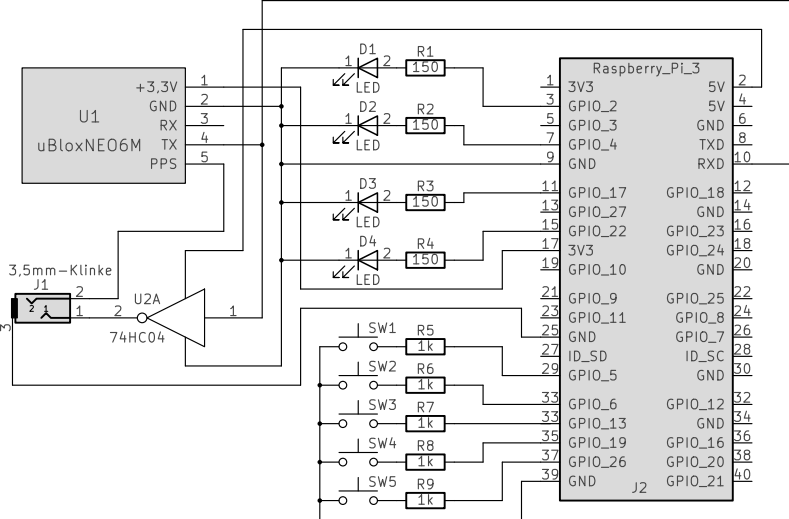 U1
uBloxNEO6M
+3,3V
GND
RX
TX
PPS
1
2
3
4
5
3,5mm-Klinke
J1
2
1
2
1
3
U2A
74HC04
2
1
D1
1
2
LED
R1
150
D2
1
2
LED
R2
150
D3
1
2
LED
R3
150
D4
1
2
LED
R4
150
SW1
R5
1k
SW2
R6
1k
SW3
R7
1k
SW4
R8
1k
SW5
R9
1k
Raspberry_Pi_3
1 3V3 5V 2
3 GPIO_2 5V 4
5 GPIO_3 GND 6
7 GPIO_4 TXD 8
9 GND RXD 10
11 GPIO_17 GPIO_18 12
13 GPIO_27 GND 14
15 GPIO_22 GPIO_23 16
17 3V3 GPIO_24 18
19 GPIO_10 GND 20
21 GPIO_9 GPIO_25 22
23 GPIO_11 GPIO_8 24
25 GND GPIO_7 26
27 ID_SD ID_SC 28
29 GPIO_5 GND 30
33 GPIO_6 GPIO_12 32
33 GPIO_13 GND 34
35 GPIO_19 GPIO_16 36
37 GPIO_26 GPIO_20 38
39 GND GPIO_21 40
J2